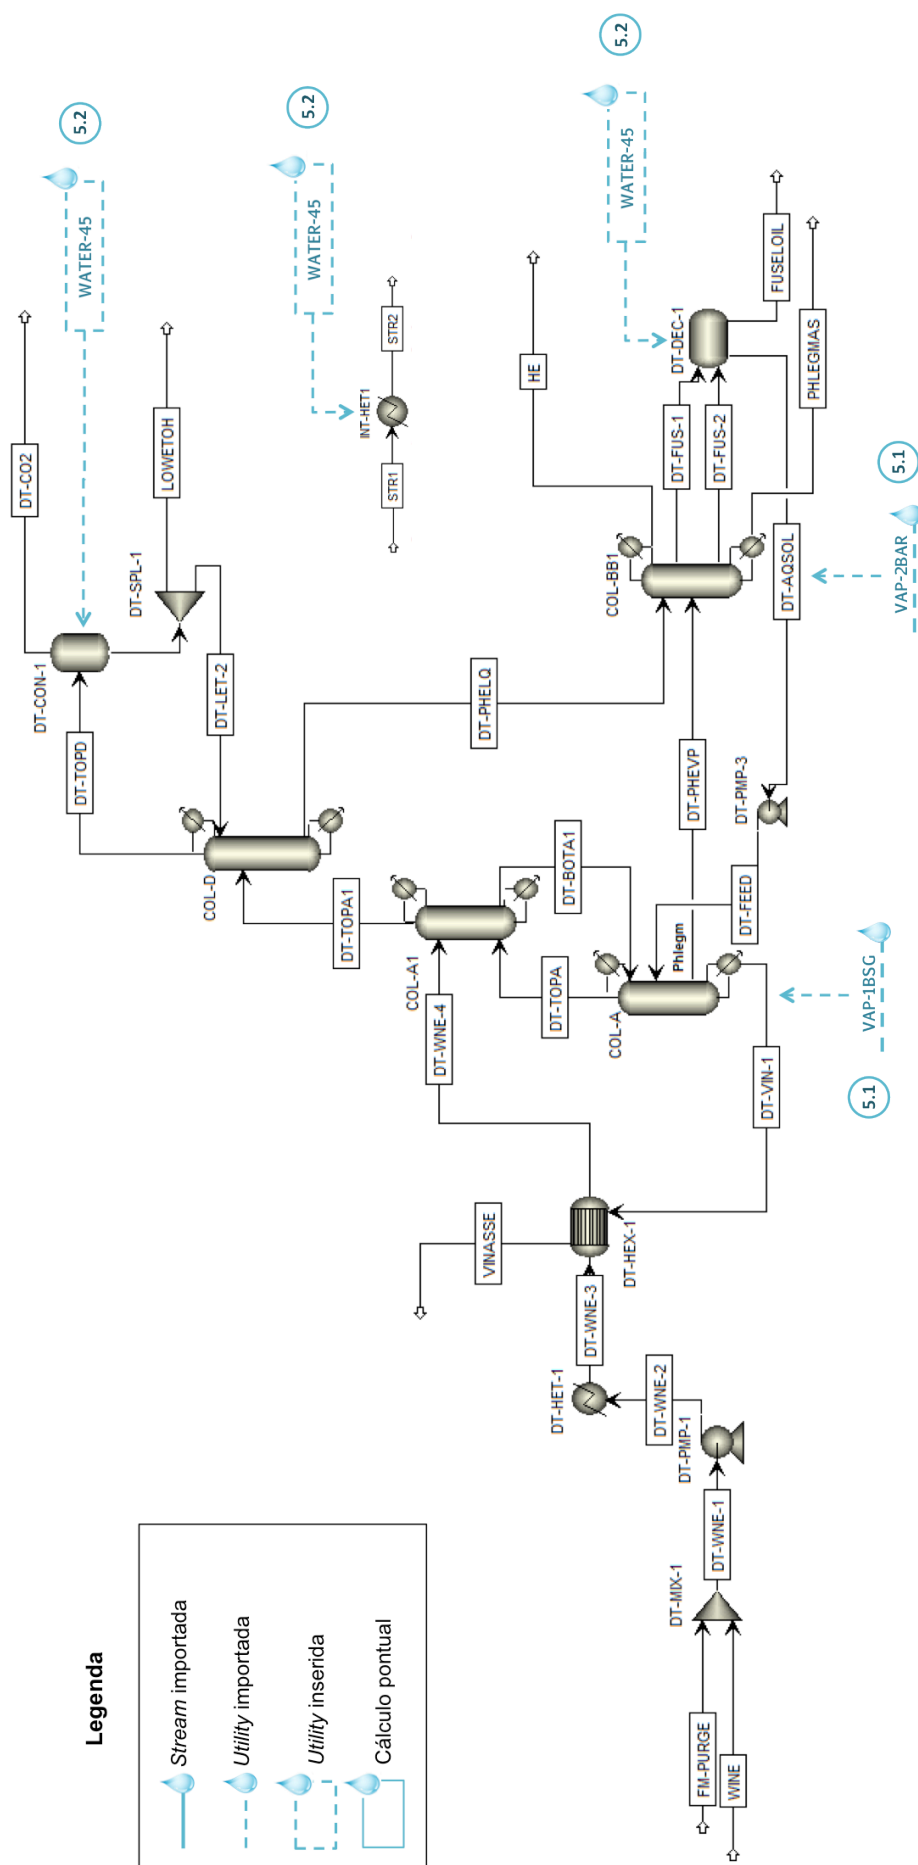 Legenda
Stream importada
Utility importada
Utility inserida
Cálculo pontual
5.2
WATER-45
DT-CO2
DT-CON-1
DT-TOPD
LOWETOH
DT-SPL-1
DT-LET-2
COL-D
DT-PHELQ
5.2
WATER-45
INT-HET1
STR1
STR2
5.2
WATER-45
HE
DT-DEC-1
FUSELOIL
PHLEGMAS
COL-BB1
DT-FUS-1
DT-FUS-2
DT-AQSOL
5.1
VAP-2BAR
DT-TOPA1
COL-A1
DT-WNE-4
DT-BOTA1
DT-TOPA
COL-A
Phlegm
DT-PHEVP
DT-PMP-3
DT-FEED
DT-VIN-1
VAP-1BSG
5.1
VINASSE
DT-HEX-1
DT-WNE-3
DT-HET-1
DT-WNE-2
DT-PMP-1
DT-WNE-1
DT-MIX-1
FM-PURGE
WINE